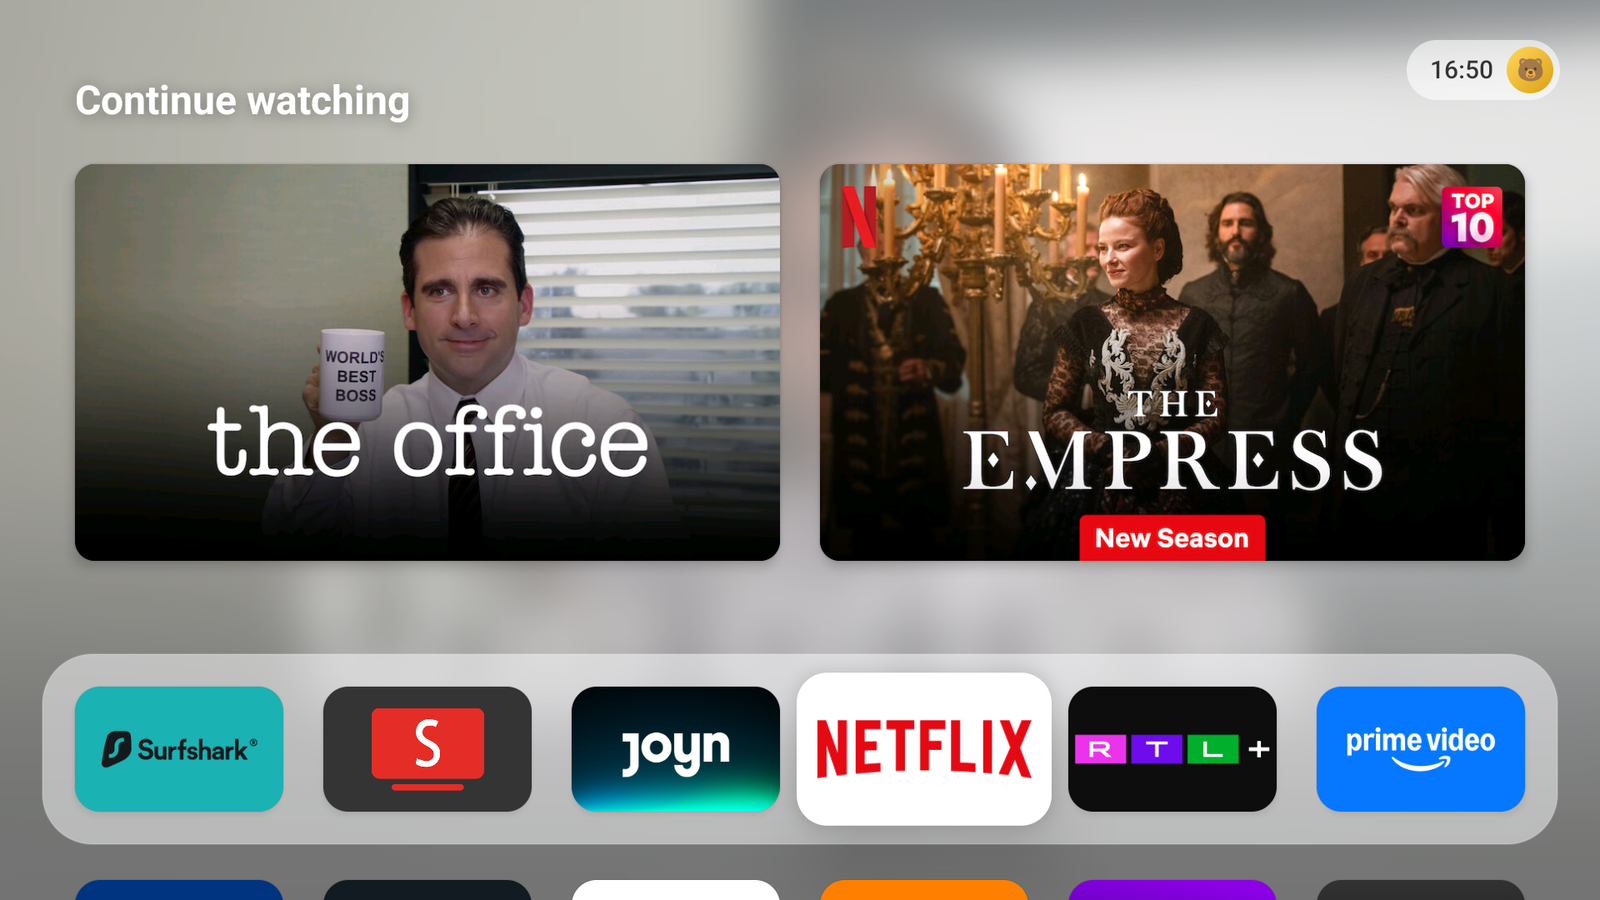 16:50
Continue watching
WORLD'S
BEST
BOSS
the office
N
TOP
10
THE
EMPRESS
New Season
Surfshark®
S
joyn
NETFLIX
RTL+
prime video